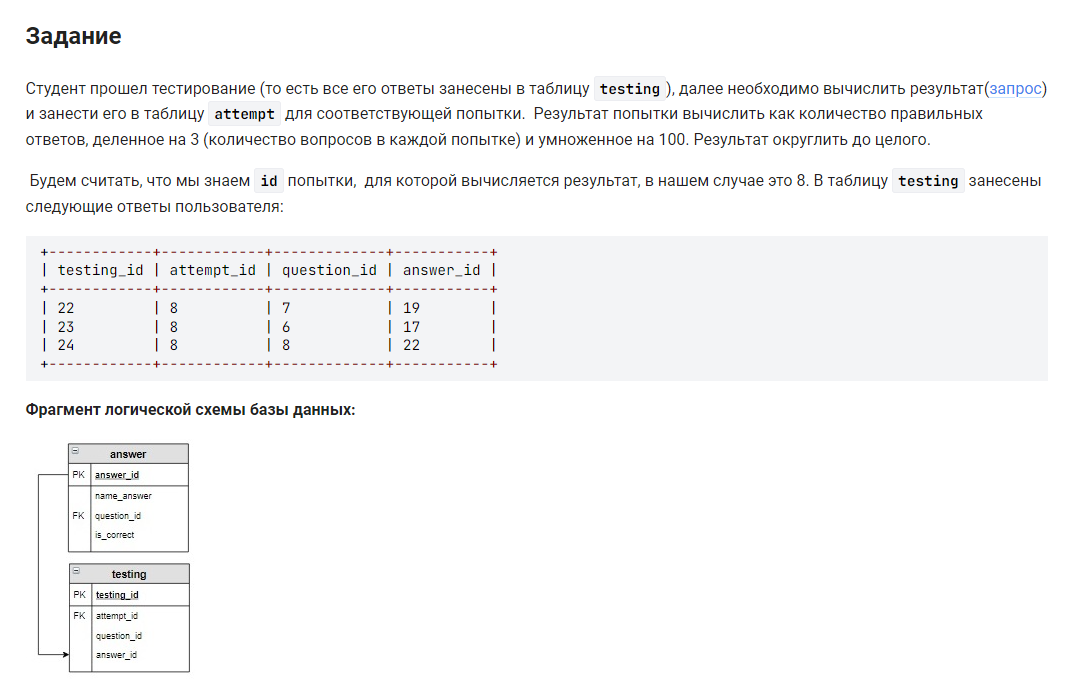 Задание
Студент прошел тестирование (то есть все его ответы занесены в таблицу testing ), далее необходимо вычислить результат(запрос)
и занести его в таблицу attempt для соответствующей попытки. Результат попытки вычислить как количество правильных
ответов, деленное на 3 (количество вопросов в каждой попытке) и умноженное на 100. Результат округлить до целого.
Будем считать, что мы знаем id попытки, для которой вычисляется результат, в нашем случае это 8. В таблицу testing занесены
следующие ответы пользователя:
+------------+------------+-------------+-----------+
| testing_id | attempt_id | question_id | answer_id |
+------------+------------+-------------+-----------+
| 22         | 8          | 7           | 19        |
| 23         | 8          | 6           | 17        |
| 24         | 8          | 8           | 22        |
+------------+------------+-------------+-----------+
Фрагмент логической схемы базы данных:
answer
PK answer_id
name_answer
FK question_id
is_correct
testing
PK testing_id
FK attempt_id
question_id
answer_id